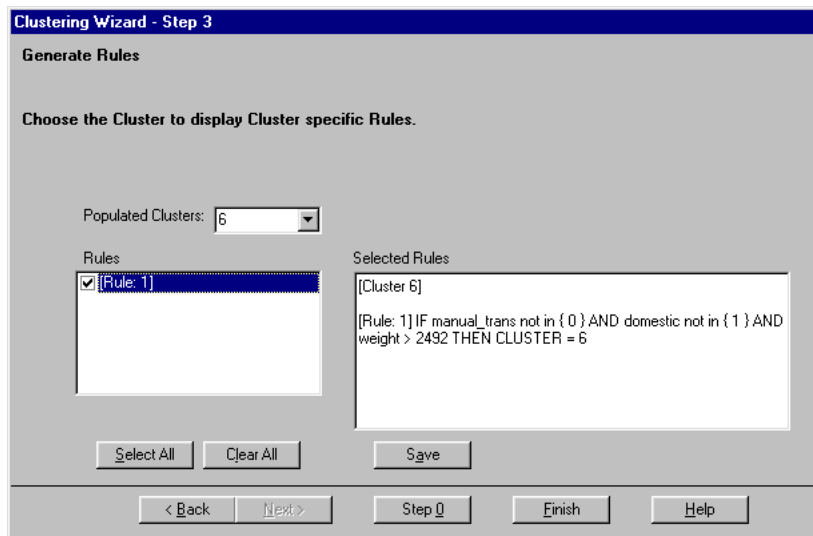 Clustering Wizard - Step 3
Generate Rules
Choose the Cluster to display Cluster specific Rules.
Populated Clusters: 6
Rules
[Rule: 1]
Selected Rules
[Cluster 6]
[Rule: 1] IF manual_trans not in { 0 } AND domestic not in { 1 } AND
weight > 2492 THEN CLUSTER = 6
Select All
Clear All
Save
< Back
Next >
Step 0
Finish
Help